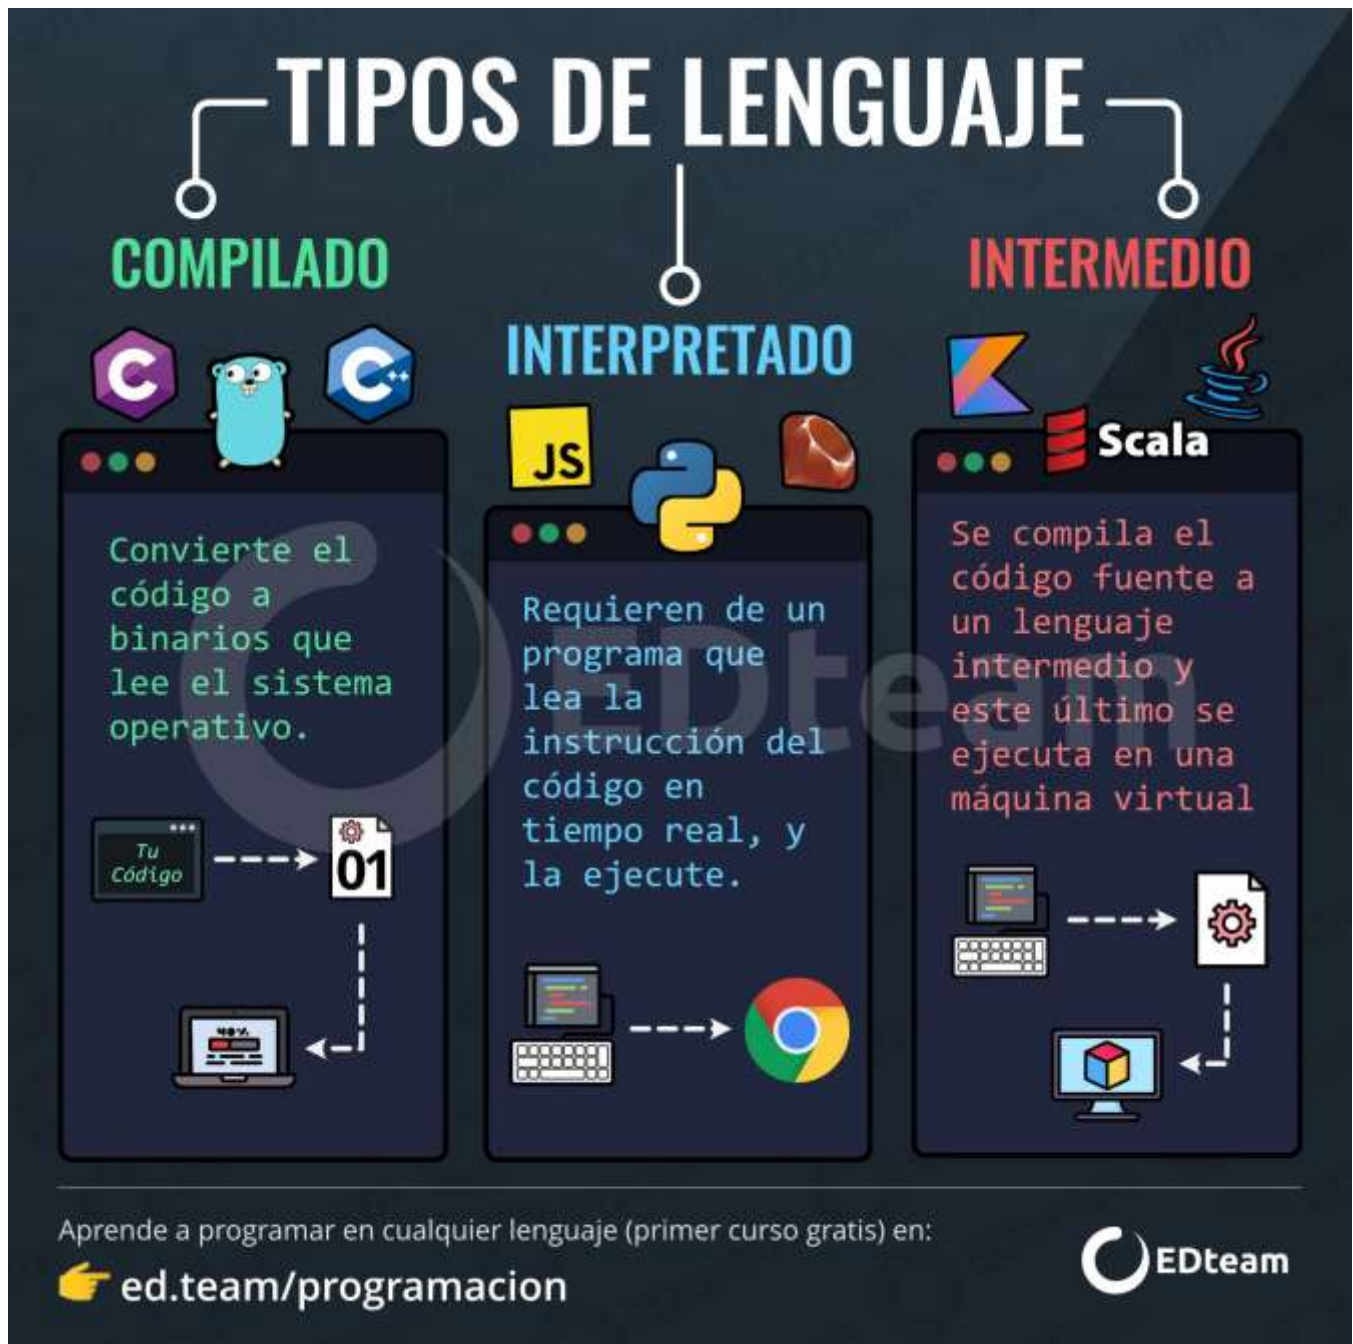 TIPOS DE LENGUAJE
COMPILADO
C
C++
Convierte el
código a
binarios que
lee el sistema
operativo.
Tu
Código
01
40%
INTERPRETADO
JS
Requieren de un
programa que
lea la
instrucción del
código en
tiempo real, y
la ejecute.
INTERMEDIO
Scala
Se compila el
código fuente a
un lenguaje
intermedio y
este último se
ejecuta en una
máquina virtual
EDteam
Aprende a programar en cualquier lenguaje (primer curso gratis) en:
ed.team/programacion
EDteam